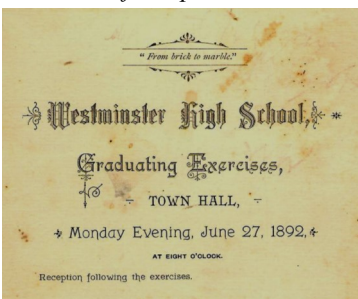 "From brick to marble."
Westminster High School,
Graduating Exercises,
TOWN HALL,
Monday Evening, June 27, 1892,
AT EIGHT O'CLOCK.
Reception following the exercises.